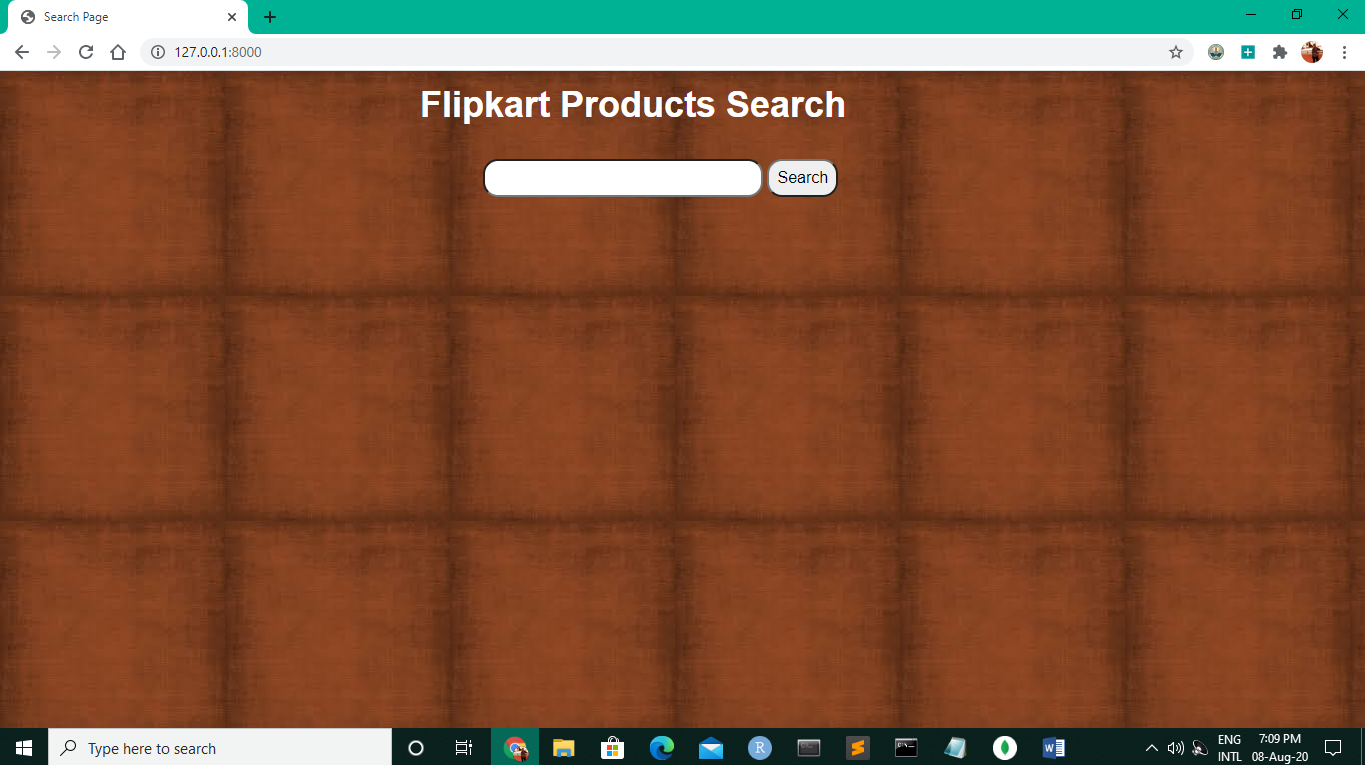 Search Page
127.0.0.1:8000
Flipkart Products Search
Search
Type here to search
R
W
ENG
INTL
7:09 PM
08-Aug-20